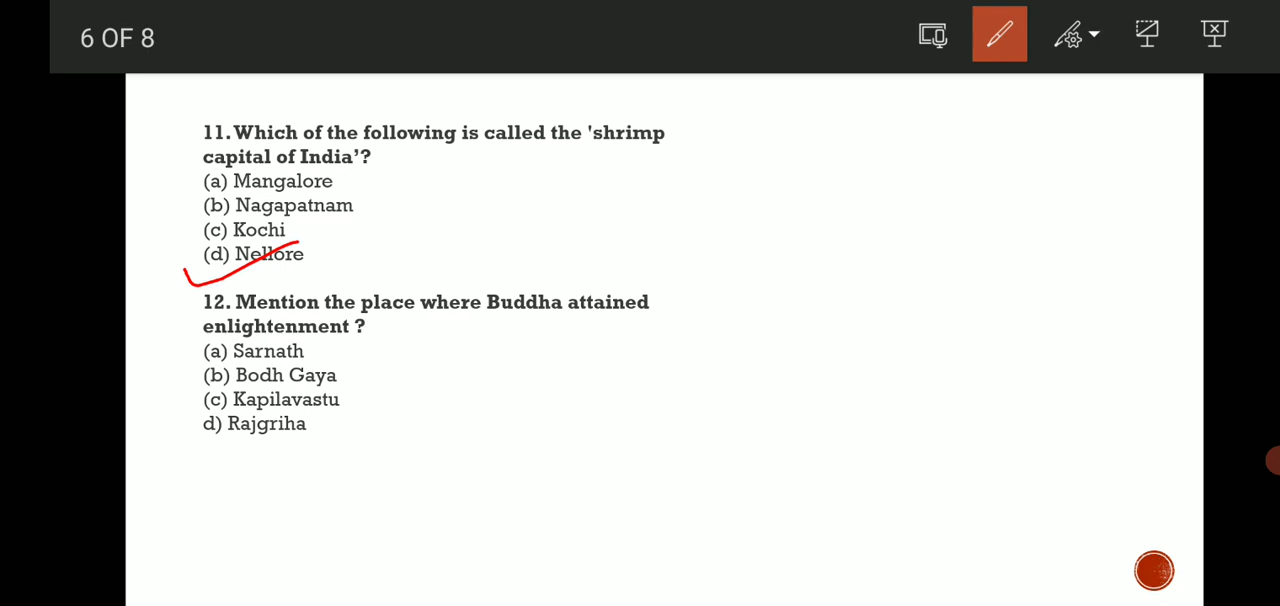 6 OF 8
11. Which of the following is called the 'shrimp
capital of India’?
(a) Mangalore
(b) Nagapatnam
(c) Kochi
(d) Nellore
12. Mention the place where Buddha attained
enlightenment ?
(a) Sarnath
(b) Bodh Gaya
(c) Kapilavastu
d) Rajgriha